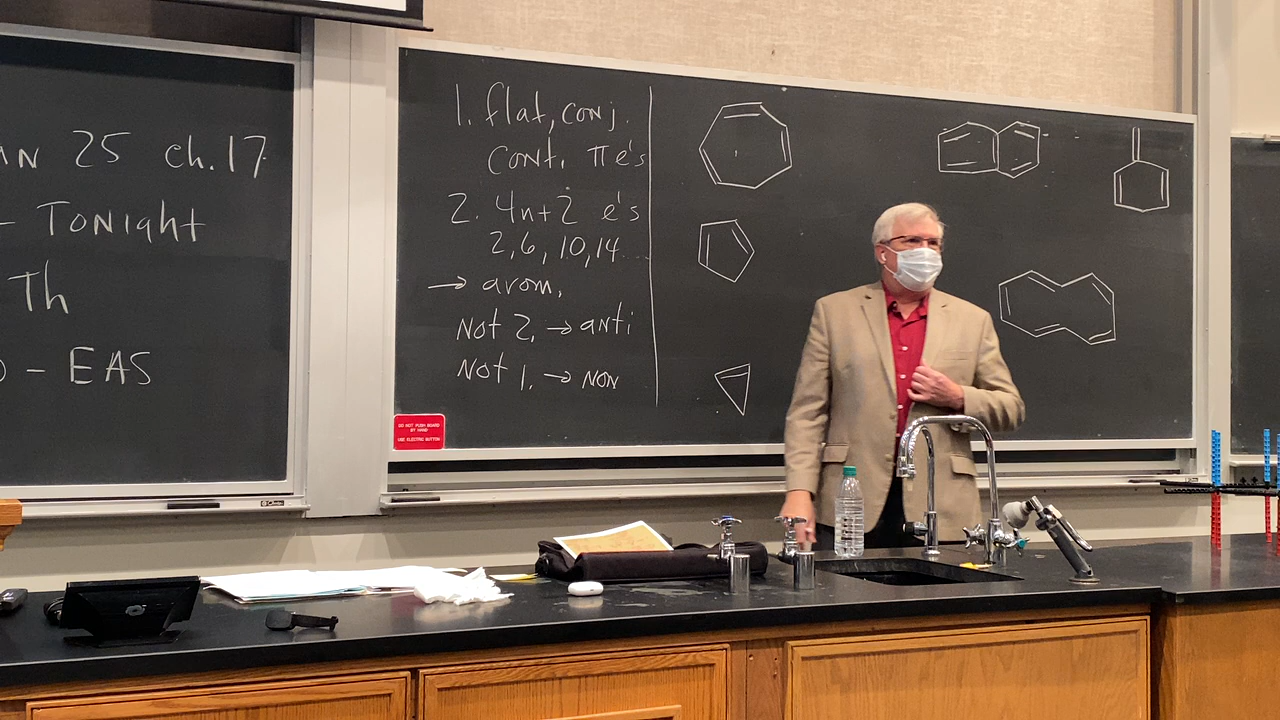 25 ch.17
- Tonight
Th
- EAS
1. flat, conj.
cont. π e's
2. 4n+2 e's
2,6,10,14...
→ arom.
Not 2. → anti
Not 1. → NON
DO NOT PUSH BOARD
BY HAND
USE ELECTRIC BUTTON